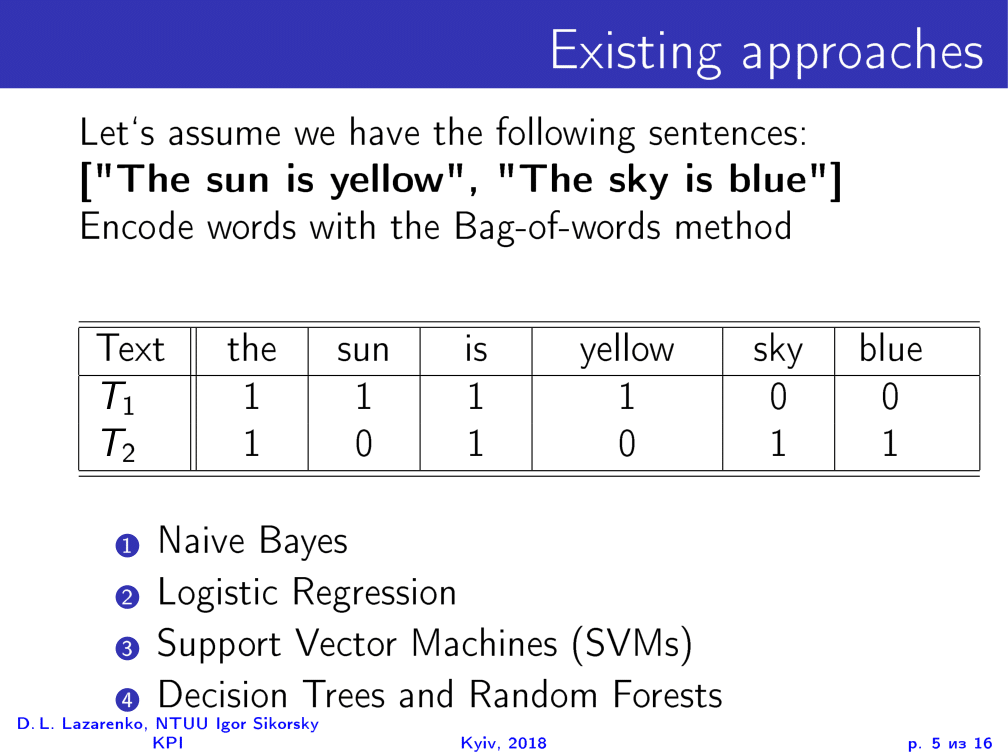 Existing approaches
Let‘s assume we have the following sentences:
["The sun is yellow", "The sky is blue"]
Encode words with the Bag-of-words method
Text the sun is yellow sky blue
T1 1 1 1 1 0 0
T2 1 0 1 0 1 1
1 Naive Bayes
2 Logistic Regression
3 Support Vector Machines (SVMs)
4 Decision Trees and Random Forests
D. L. Lazarenko, NTUU Igor Sikorsky
KPI Kyiv, 2018 р. 5 из 16